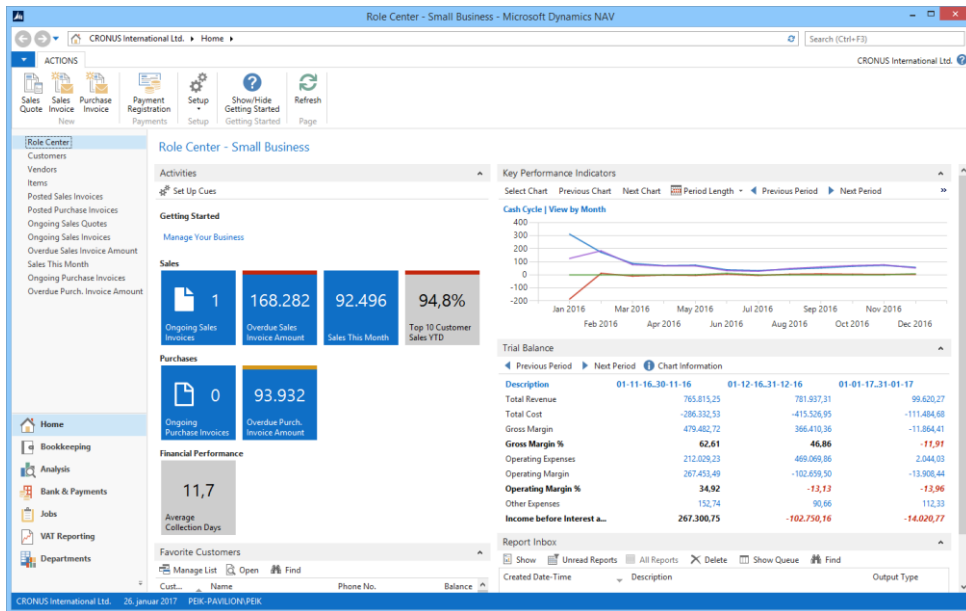 Role Center - Small Business - Microsoft Dynamics NAV
CRONUS International Ltd. Home
Search (Ctrl+F3)
ACTIONS
CRONUS International Ltd.
Sales Quote
Sales Invoice
Purchase Invoice
New
Payment Registration
Payments
Setup
Setup
Show/Hide Getting Started
Getting Started
Refresh
Page
Role Center
Customers
Vendors
Items
Posted Sales Invoices
Posted Purchase Invoices
Ongoing Sales Quotes
Ongoing Sales Invoices
Overdue Sales Invoice Amount
Sales This Month
Ongoing Purchase Invoices
Overdue Purch. Invoice Amount
Home
Bookkeeping
Analysis
Bank & Payments
Jobs
VAT Reporting
Departments
Role Center - Small Business
Activities
Set Up Cues
Getting Started
Manage Your Business
Sales
1
Ongoing Sales
Invoices
168.282
Overdue Sales
Invoice Amount
92.496
Sales This Month
94,8%
Top 10 Customer
Sales YTD
Purchases
0
Ongoing
Purchase Invoices
93.932
Overdue Purch.
Invoice Amount
Financial Performance
11,7
Average
Collection Days
Favorite Customers
Manage List Open Find
Cust... Name Phone No. Balance
Key Performance Indicators
Select Chart Previous Chart Next Chart Period Length Previous Period Next Period »
Cash Cycle | View by Month
400
300
200
100
0
-100
-200
Jan 2016 Mar 2016 May 2016 Jul 2016 Sep 2016 Nov 2016
Feb 2016 Apr 2016 Jun 2016 Aug 2016 Oct 2016 Dec 2016
Trial Balance
Previous Period Next Period Chart Information
Description 01-11-16..30-11-16 01-12-16..31-12-16 01-01-17..31-01-17
Total Revenue 765.815,25 781.937,31 99.620,27
Total Cost -286.332,53 -415.526,95 -111.484,68
Gross Margin 479.482,72 366.410,36 -11.864,41
Gross Margin % 62,61 46,86 -11,91
Operating Expenses 212.029,23 469.069,86 2.044,03
Operating Margin 267.453,49 -102.659,50 -13.908,44
Operating Margin % 34,92 -13,13 -13,96
Other Expenses 152,74 90,66 112,33
Income before Interest a... 267.300,75 -102.750,16 -14.020,77
Report Inbox
Show Unread Reports All Reports Delete Show Queue Find
Created Date-Time Description Output Type
CRONUS International Ltd. 26. januar 2017 PEIK-PAVILION\PEIK